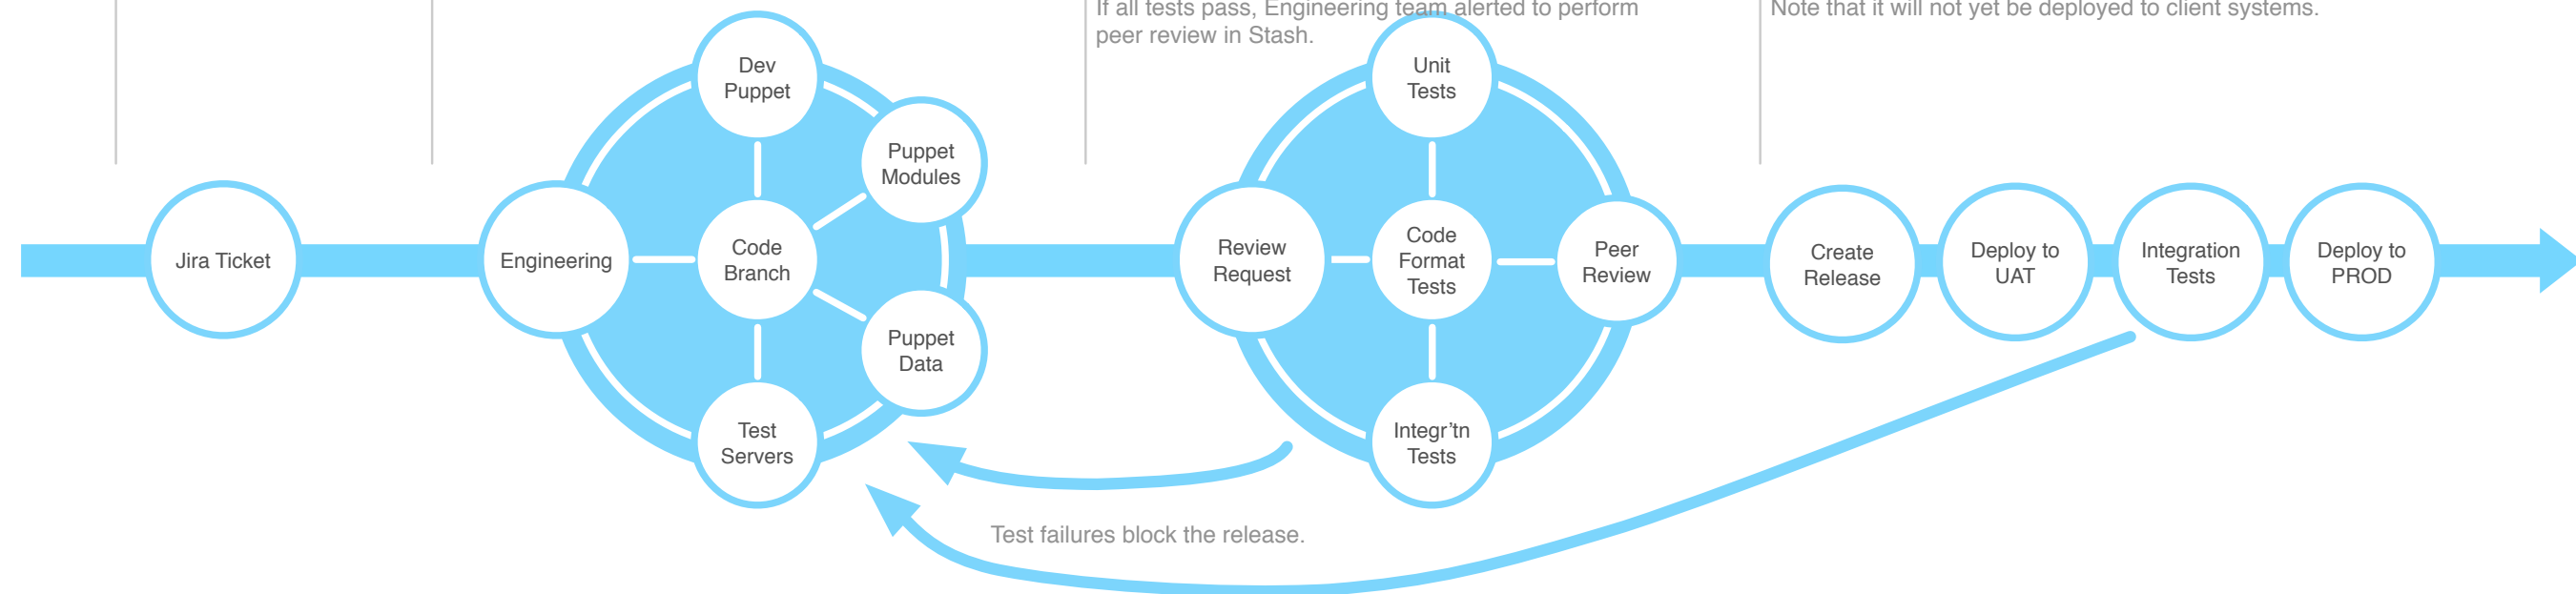 If all tests pass, Engineering team alerted to perform
peer review in Stash.
Note that it will not yet be deployed to client systems.
Jira Ticket
Engineering
Dev
Puppet
Puppet
Modules
Code
Branch
Puppet
Data
Test
Servers
Review
Request
Unit
Tests
Code
Format
Tests
Integr’tn
Tests
Peer
Review
Create
Release
Deploy to
UAT
Integration
Tests
Deploy to
PROD
Test failures block the release.